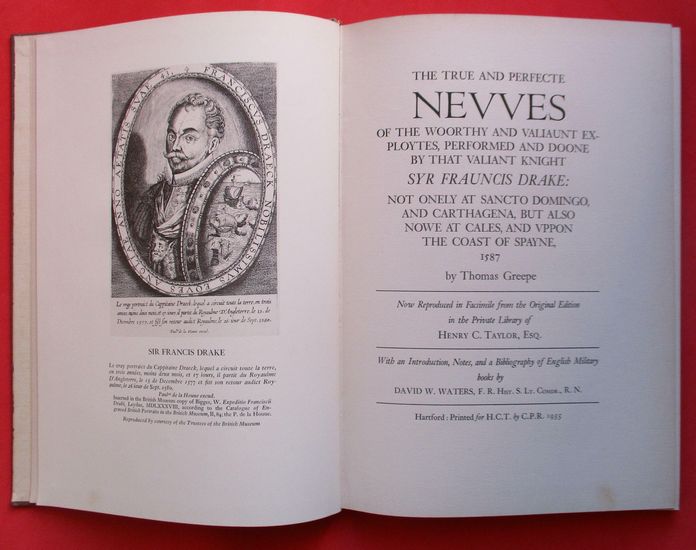 FRANCISCVS DRAECK NOBILISSIMVS EQVES ANGLIAE ANNO AETATIS SVAE 43
Le vray portraict du Cappitaine Draeck, lequel a circuit toute la terre, en trois
annes, moins deux mois, et 17 iours, il partit du Royaulme D'Angleterre, le 13. de
Decembre 1577. et fist son retour audict Royaulme, le 26 iour de Sept. 1580.
SIR FRANCIS DRAKE
Le vray portraict du Cappitaine Draeck, lequel a circuit toute la terre,
en trois années, moins deux mois, et 17 iours, il partit du Royaulme
D'Angleterre, le 13 de Decembre 1577 et fist son retour audict Roy-
aulme, le 26 iour de Sept. 1580.
de la Houue excud.
Inserted in the British Museum copy of Bigges, W. Expeditio Francisci
Draki, Leydae, MDLXXXVIII, according to the Catalogue of En-
graved British Portraits in the British Museum, II, 84; the P. de la Houue.
Reproduced by courtesy of the Trustees of the British Museum
THE TRUE AND PERFECTE
NEVVES
OF THE WOORTHY AND VALIAUNT EX-
PLOYTES, PERFORMED AND DOONE
BY THAT VALIANT KNIGHT
SYR FRAUNCIS DRAKE:
NOT ONELY AT SANCTO DOMINGO,
AND CARTHAGENA, BUT ALSO
NOWE AT CALES, AND VPPON
THE COAST OF SPAYNE,
1587
by Thomas Greepe
Now Reproduced in Facsimile from the Original Edition
in the Private Library of
HENRY C. TAYLOR, ESQ.
With an Introduction, Notes, and a Bibliography of English Military
books by
DAVID W. WATERS, F. R. HIST. S. LT. COMDR., R. N.
Hartford: Printed for H.C.T. by C.P.R. 1955